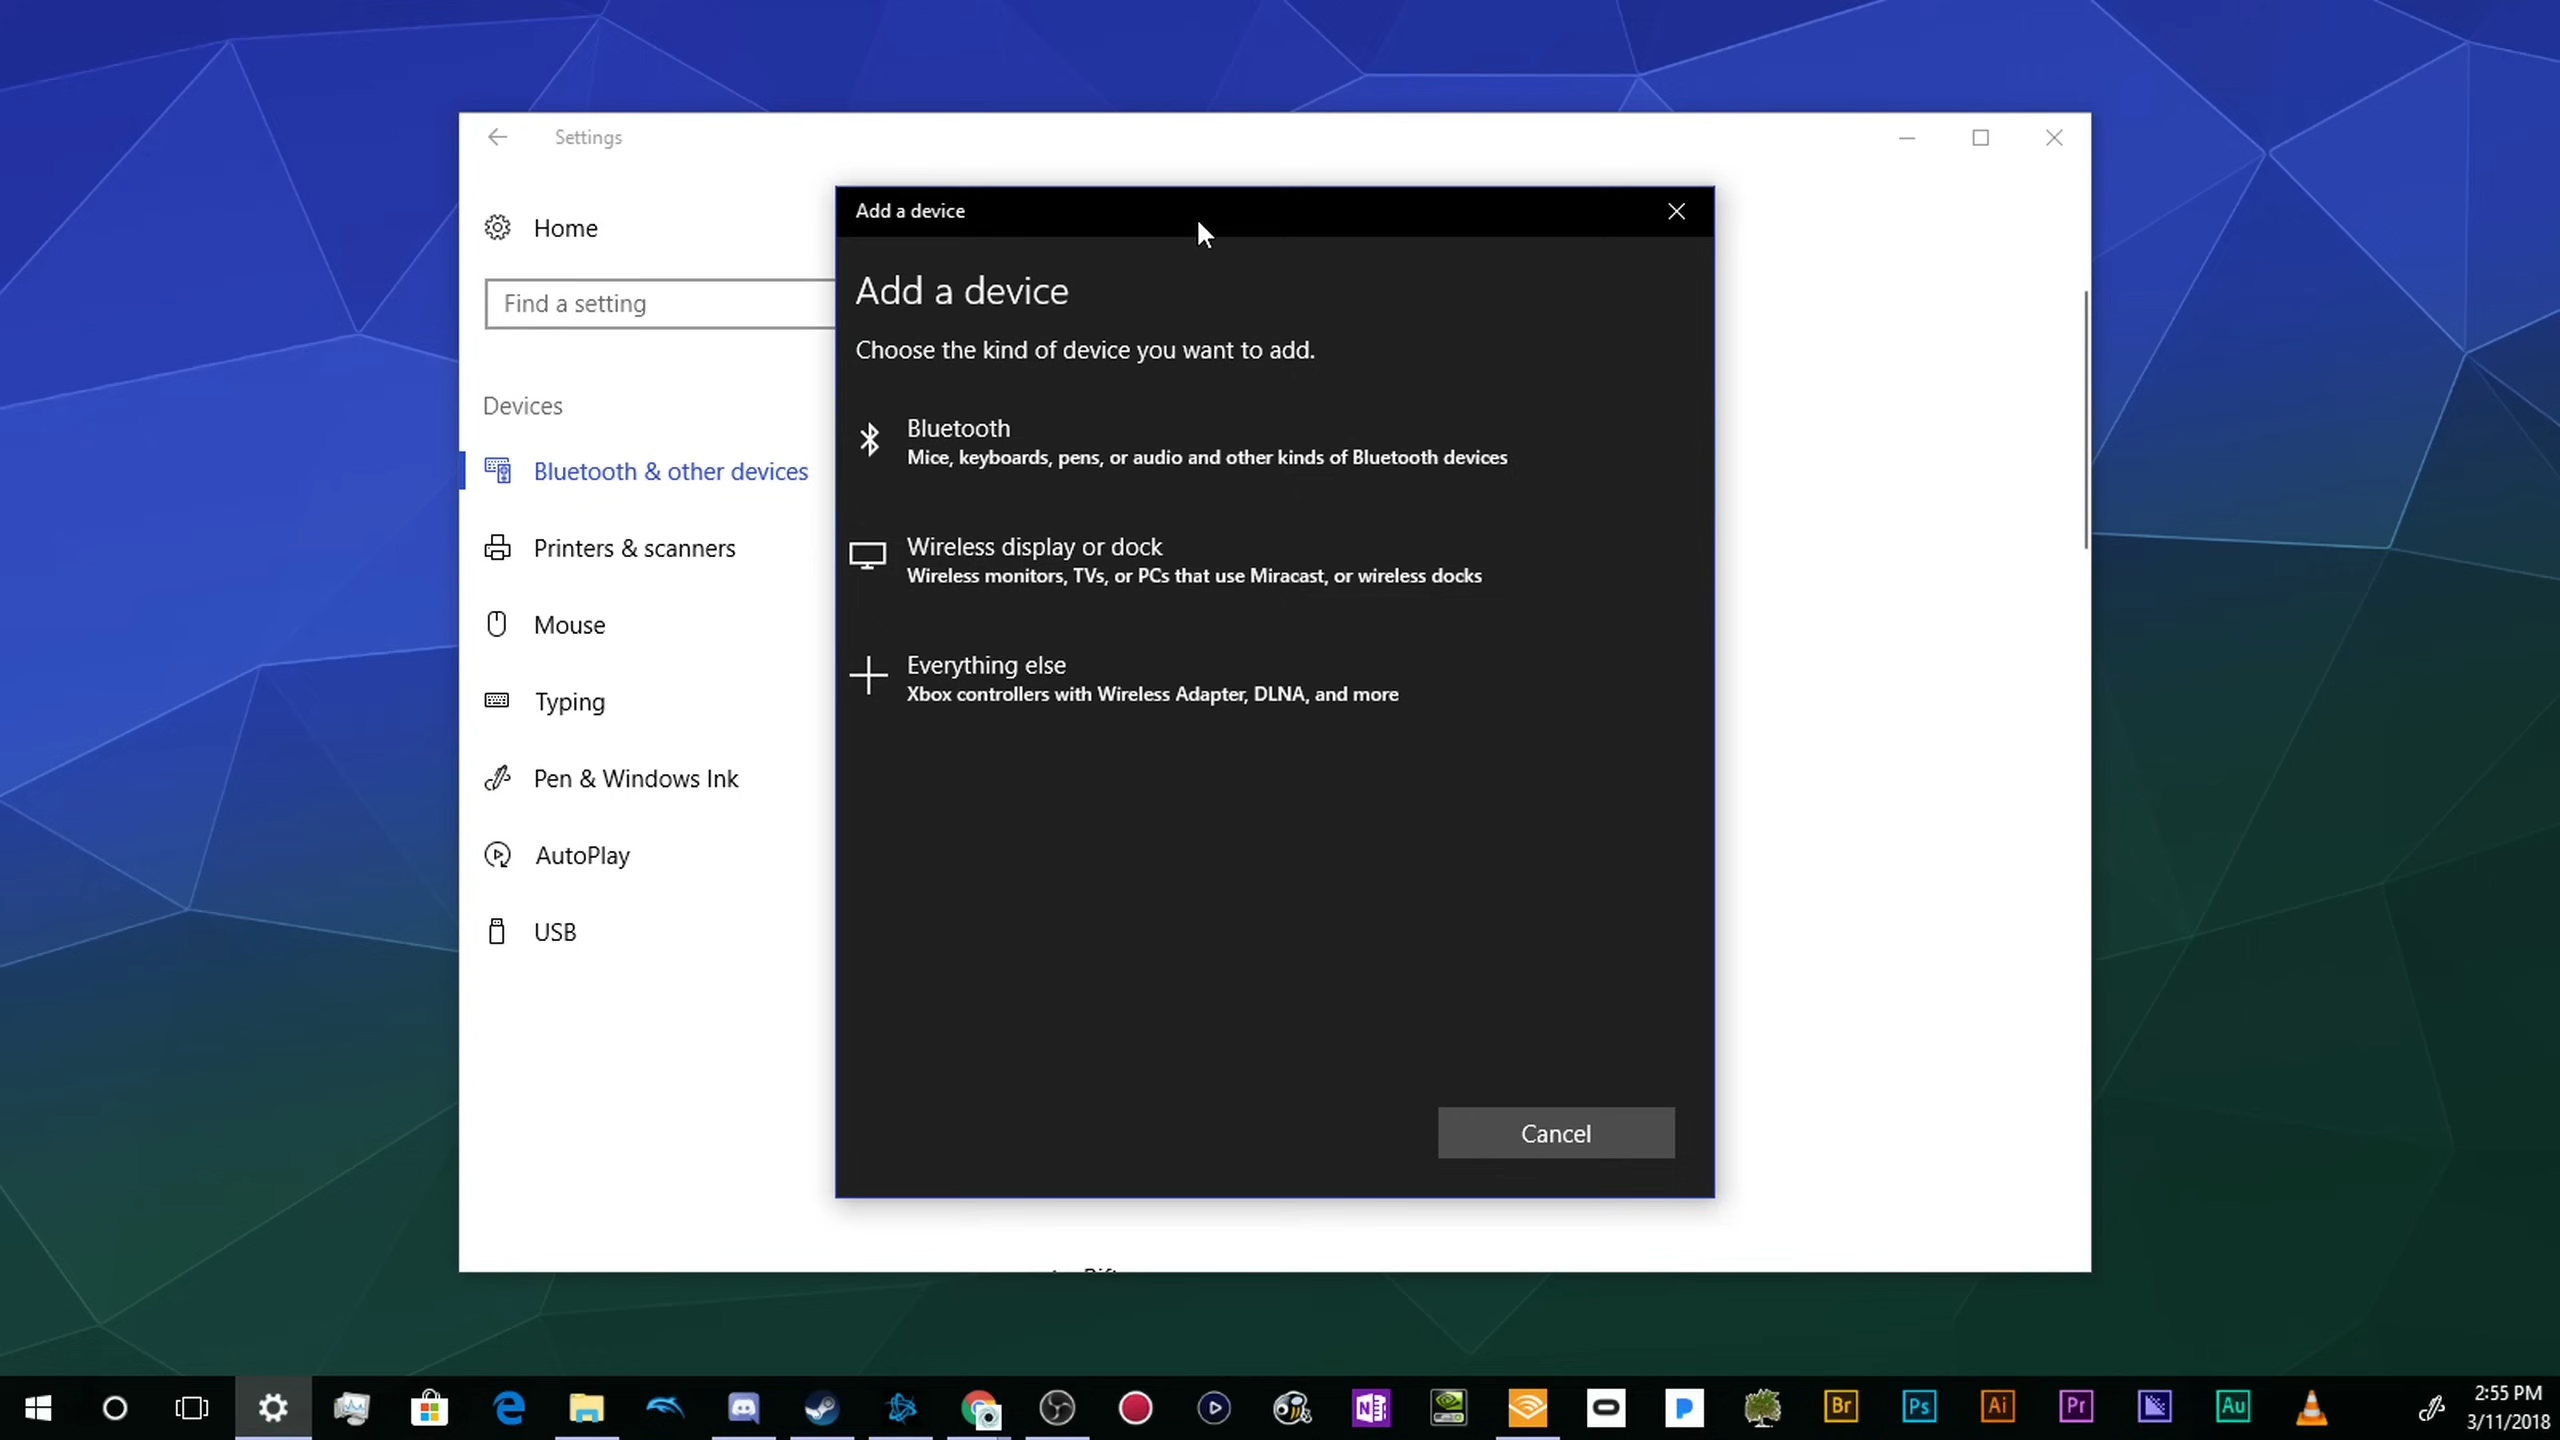 Settings
Home
Find a setting
Devices
Bluetooth & other devices
Printers & scanners
Mouse
Typing
Pen & Windows Ink
AutoPlay
USB
Add a device
Add a device
Choose the kind of device you want to add.
Bluetooth
Mice, keyboards, pens, or audio and other kinds of Bluetooth devices
Wireless display or dock
Wireless monitors, TVs, or PCs that use Miracast, or wireless docks
Everything else
Xbox controllers with Wireless Adapter, DLNA, and more
Cancel
N
P
Br
Ps
Ai
Pr
Au
2:55 PM
3/11/2018